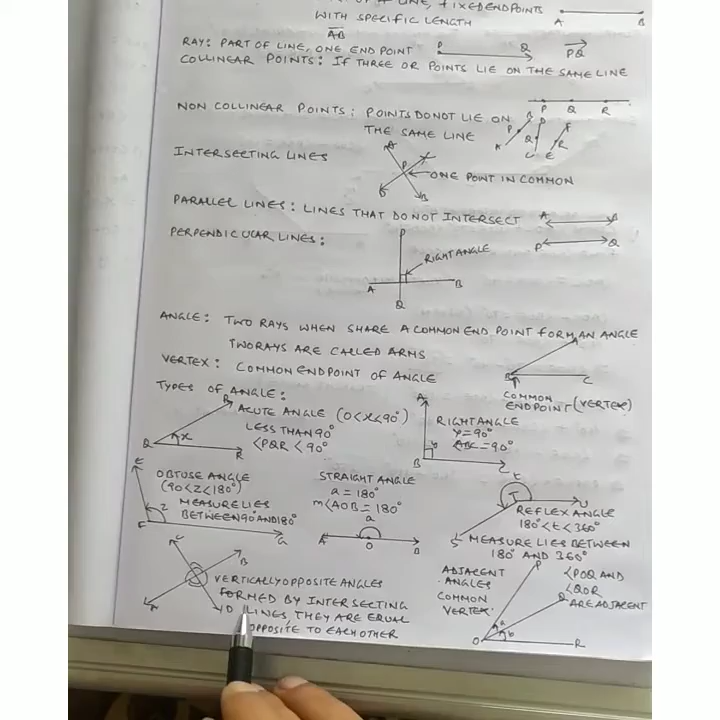 LINE, FIXED ENDPOINTS
WITH SPECIFIC LENGTH
A B
AB
RAY: PART OF LINE, ONE END POINT
P Q PQ
COLLINEAR POINTS: IF THREE OR POINTS LIE ON THE SAME LINE
P Q R
NON COLLINEAR POINTS: POINTS DO NOT LIE ON
THE SAME LINE
INTERSECTING LINES
P
ONE POINT IN COMMON
PARALLEL LINES: LINES THAT DO NOT INTERSECT
A B
P Q
PERPENDICULAR LINES:
P
RIGHT ANGLE
A B
Q
ANGLE: TWO RAYS WHEN SHARE A COMMON END POINT FORM AN ANGLE
TWO RAYS ARE CALLED ARMS
VERTEX: COMMON ENDPOINT OF ANGLE
B C
COMMON
ENDPOINT (VERTEX)
TYPES OF ANGLE:
P ACUTE ANGLE (0<x<90°)
LESS THAN 90°
<PQR < 90°
Q x R
A
RIGHT ANGLE
y=90°
<ABC=90°
B C
E
OBTUSE ANGLE
(90<Z<180°)
Z MEASURE LIES
BETWEEN 90° AND 180°
F G
STRAIGHT ANGLE
a=180°
m<AOB=180°
a
A O B
t
T U
REFLEX ANGLE
180°<t<360°
S MEASURE LIES BETWEEN
180° AND 360°
C B
VERTICALLY OPPOSITE ANGLES
FORMED BY INTERSECTING
D LINES, THEY ARE EQUAL
OPPOSITE TO EACH OTHER
A
ADJACENT
ANGLES
COMMON
VERTEX
P
<POQ AND
<QOR
Q ARE ADJACENT
a
b
O R